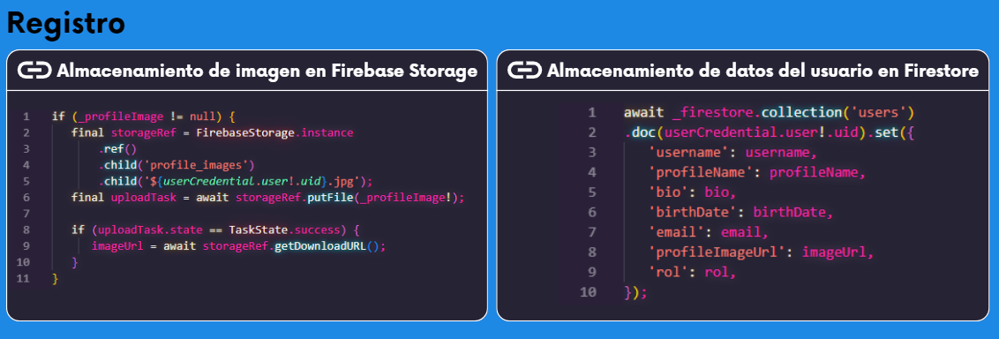 Registro
Almacenamiento de imagen en Firebase Storage
1 if (_profileImage != null) {
2 final storageRef = FirebaseStorage.instance
3 .ref()
4 .child('profile_images')
5 .child('${userCredential.user!.uid}.jpg');
6 final uploadTask = await storageRef.putFile(_profileImage!);
7
8 if (uploadTask.state == TaskState.success) {
9 imageUrl = await storageRef.getDownloadURL();
10 }
11 }
Almacenamiento de datos del usuario en Firestore
1 await _firestore.collection('users')
2 .doc(userCredential.user!.uid).set({
3 'username': username,
4 'profileName': profileName,
5 'bio': bio,
6 'birthDate': birthDate,
7 'email': email,
8 'profileImageUrl': imageUrl,
9 'rol': rol,
10 });